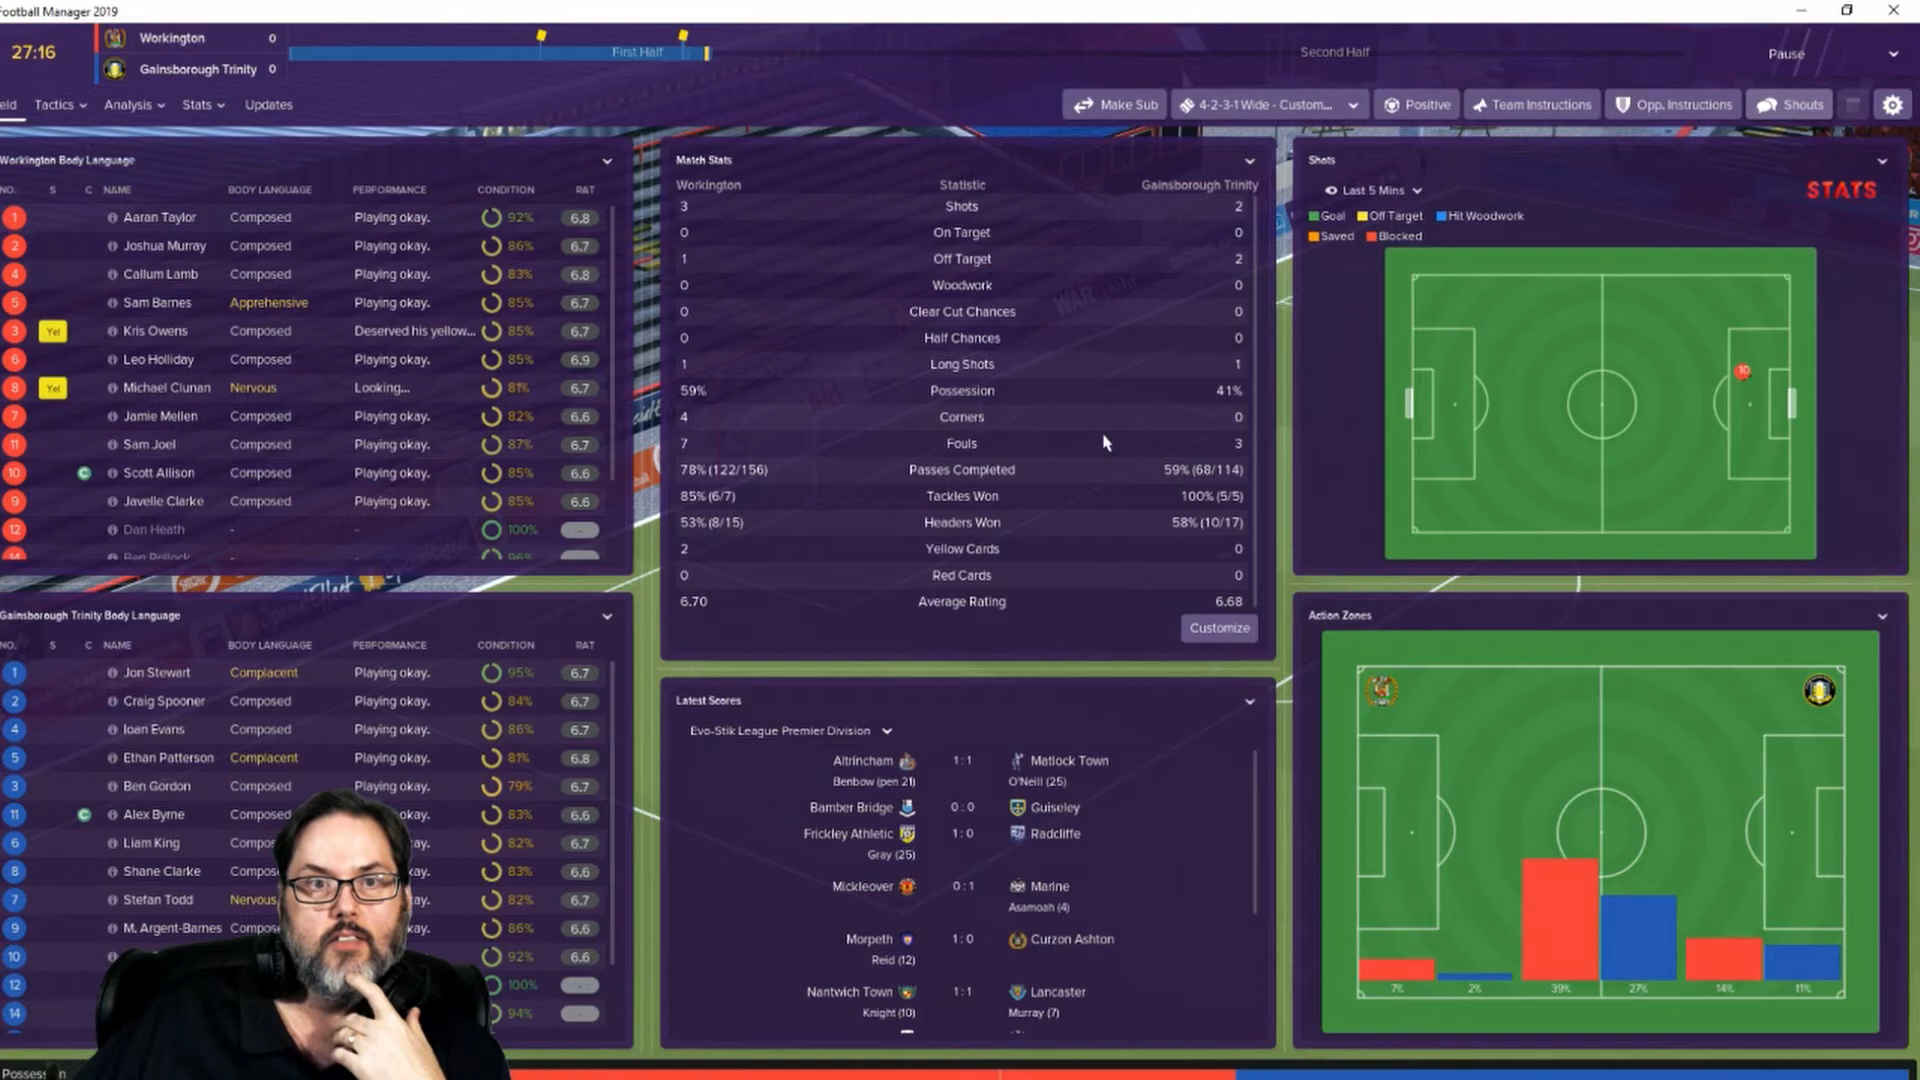 Football Manager 2019
27:16
Workington 0
Gainsborough Trinity 0
First Half
Second Half
Pause
eld Tactics Analysis Stats Updates
Make Sub 4-2-3-1 Wide - Custom... Positive Team Instructions Opp. Instructions Shouts
Workington Body Language
NO. S C NAME BODY LANGUAGE PERFORMANCE CONDITION RAT
1 Aaran Taylor Composed Playing okay. 92% 6.8
2 Joshua Murray Composed Playing okay. 86% 6.7
4 Callum Lamb Composed Playing okay. 83% 6.8
5 Sam Barnes Apprehensive Playing okay. 85% 6.7
3 Yel Kris Owens Composed Deserved his yellow... 85% 6.7
6 Leo Holliday Composed Playing okay. 85% 6.9
8 Yel Michael Clunan Nervous Looking... 81% 6.7
7 Jamie Mellen Composed Playing okay. 82% 6.6
11 Sam Joel Composed Playing okay. 87% 6.7
10 C Scott Allison Composed Playing okay. 85% 6.6
9 Javelle Clarke Composed Playing okay. 85% 6.6
12 Dan Heath - - 100% -
14 Ben Pollock - - 96%
Match Stats
Workington Statistic Gainsborough Trinity
3 Shots 2
0 On Target 0
1 Off Target 2
0 Woodwork 0
0 Clear Cut Chances 0
0 Half Chances 0
1 Long Shots 1
59% Possession 41%
4 Corners 0
7 Fouls 3
78% (122/156) Passes Completed 59% (68/114)
85% (6/7) Tackles Won 100% (5/5)
53% (8/15) Headers Won 58% (10/17)
2 Yellow Cards 0
0 Red Cards 0
6.70 Average Rating 6.68
Customize
Shots
Last 5 Mins
STATS
Goal Off Target Hit Woodwork
Saved Blocked
10
Gainsborough Trinity Body Language
NO. S C NAME BODY LANGUAGE PERFORMANCE CONDITION RAT
1 Jon Stewart Complacent Playing okay. 95% 6.7
2 Craig Spooner Composed Playing okay. 84% 6.7
4 Ioan Evans Composed Playing okay. 86% 6.7
5 Ethan Patterson Complacent Playing okay. 81% 6.8
3 Ben Gordon Composed Playing okay. 79% 6.7
11 C Alex Byrne Composed Playing okay. 83% 6.6
6 Liam King Compo kay. 82% 6.7
8 Shane Clarke Compos kay. 83% 6.6
7 Stefan Todd Nervous kay. 82% 6.7
9 M. Argent-Barnes Compose kay. 86% 6.6
10 92% 6.6
12 100% -
14 94% -
Latest Scores
Evo-Stik League Premier Division
Altrincham 1:1 Matlock Town
Benbow (pen 21) O'Neill (25)
Bamber Bridge 0:0 Guiseley
Frickley Athletic 1:0 Radcliffe
Gray (25)
Mickleover 0:1 Marine
Asamoah (4)
Morpeth 1:0 Curzon Ashton
Reid (12)
Nantwich Town 1:1 Lancaster
Knight (10) Murray (7)
Action Zones
7% 2% 39% 27% 14% 11%
Possess n